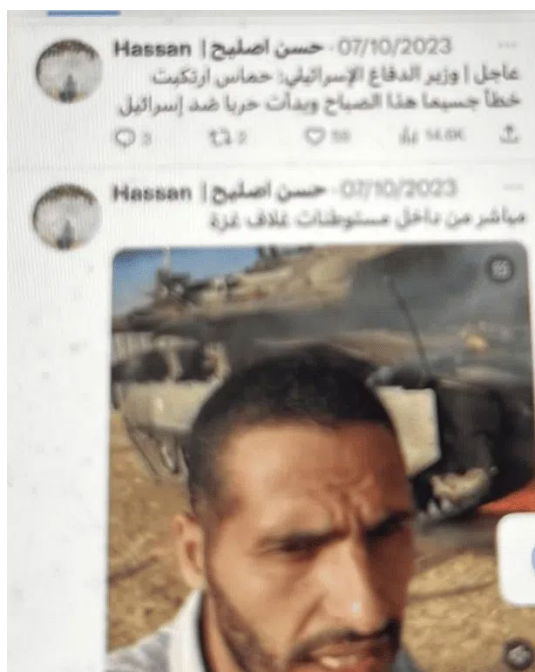 Hassan | حسن اصليح · 07/10/2023
عاجل | وزير الدفاع الإسرائيلي: حماس ارتكبت
خطأ جسيما هذا الصباح وبدأت حربا ضد إسرائيل
3 2 14.6K
Hassan | حسن اصليح · 07/10/2023
مباشر من داخل مستوطنات غلاف غزة